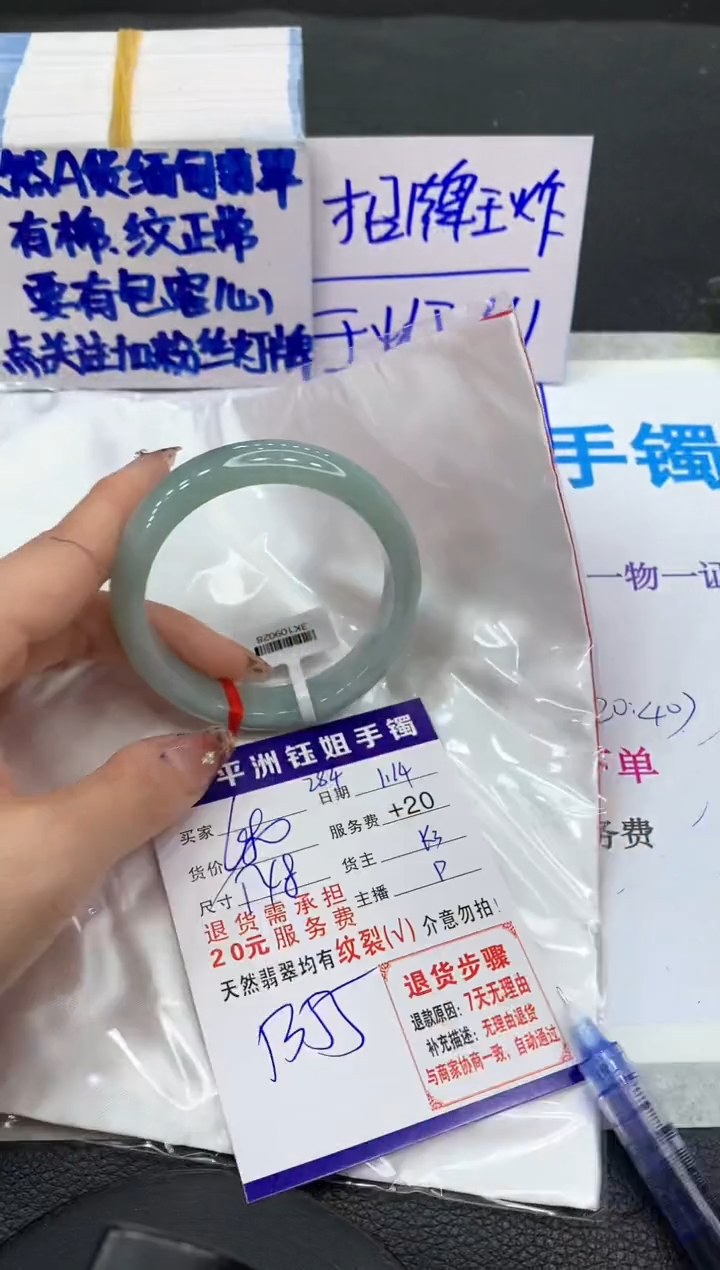 然A货缅甸翡翠
有棉、纹正常
要有包容心
点关注加粉丝灯牌
招牌王炸
手镯
一物一证
20:40)
单
务费
3K109028
平洲钰姐手镯
284
日期 1.14
买家
服务费 +20
货价
货主 K3
尺寸 148
主播 P
退货需承担
20元服务费
天然翡翠均有纹裂(√)介意勿拍!
退货步骤
退款原因:7天无理由
补充描述:无理由退货
与商家协商一致,自动通过